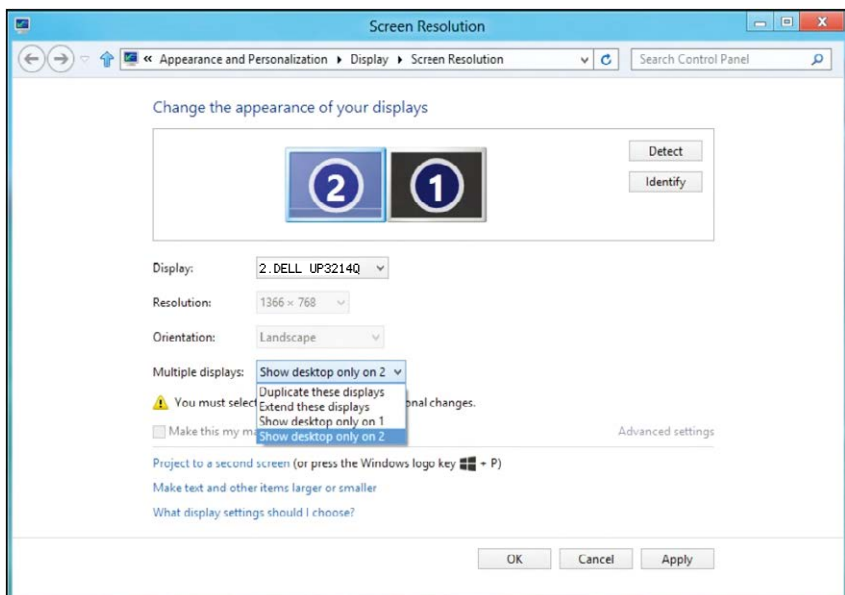 Screen Resolution
« Appearance and Personalization ▸ Display ▸ Screen Resolution
Search Control Panel
Change the appearance of your displays
2
1
Detect
Identify
Display: 2.DELL UP3214Q
Resolution: 1366 × 768
Orientation: Landscape
Multiple displays: Show desktop only on 2
Duplicate these displays
You must select onal changes.
Extend these displays
Show desktop only on 1
Make this my m
Show desktop only on 2
Advanced settings
Project to a second screen (or press the Windows logo key + P)
Make text and other items larger or smaller
What display settings should I choose?
OK Cancel Apply